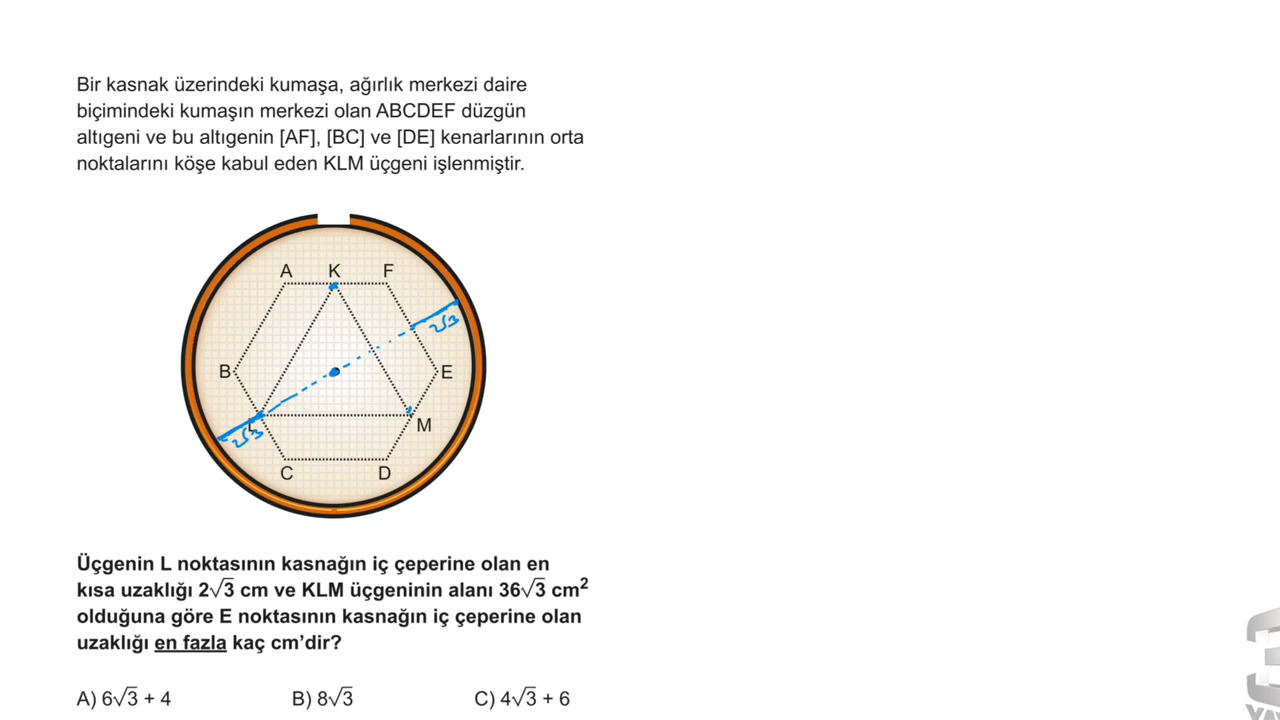 Bir kasnak üzerindeki kumaşa, ağırlık merkezi daire
biçimindeki kumaşın merkezi olan ABCDEF düzgün
altıgeni ve bu altıgenin [AF], [BC] ve [DE] kenarlarının orta
noktalarını köşe kabul eden KLM üçgeni işlenmiştir.
A K F
2√3
B E
L M
2√3
C D
Üçgenin L noktasının kasnağın iç çeperine olan en
kısa uzaklığı 2√3 cm ve KLM üçgeninin alanı 36√3 cm²
olduğuna göre E noktasının kasnağın iç çeperine olan
uzaklığı en fazla kaç cm'dir?
A) 6√3 + 4 B) 8√3 C) 4√3 + 6
3